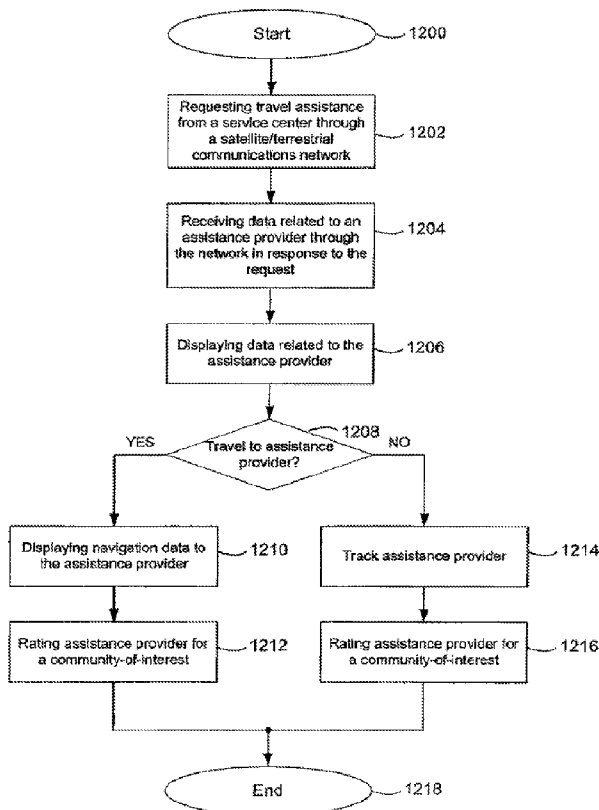 Start
1200
Requesting travel assistance
from a service center through
a satellite/terrestrial
communications network
1202
Receiving data related to an
assistance provider through
the network in response to the
request
1204
Displaying data related to the
assistance provider
1206
1208
YES
Travel to assistance
provider?
NO
Displaying navigation data to
the assistance provider
1210
Track assistance provider
1214
Rating assistance provider for
a community-of-interest
1212
Rating assistance provider for
a community-of-interest
1216
End
1218